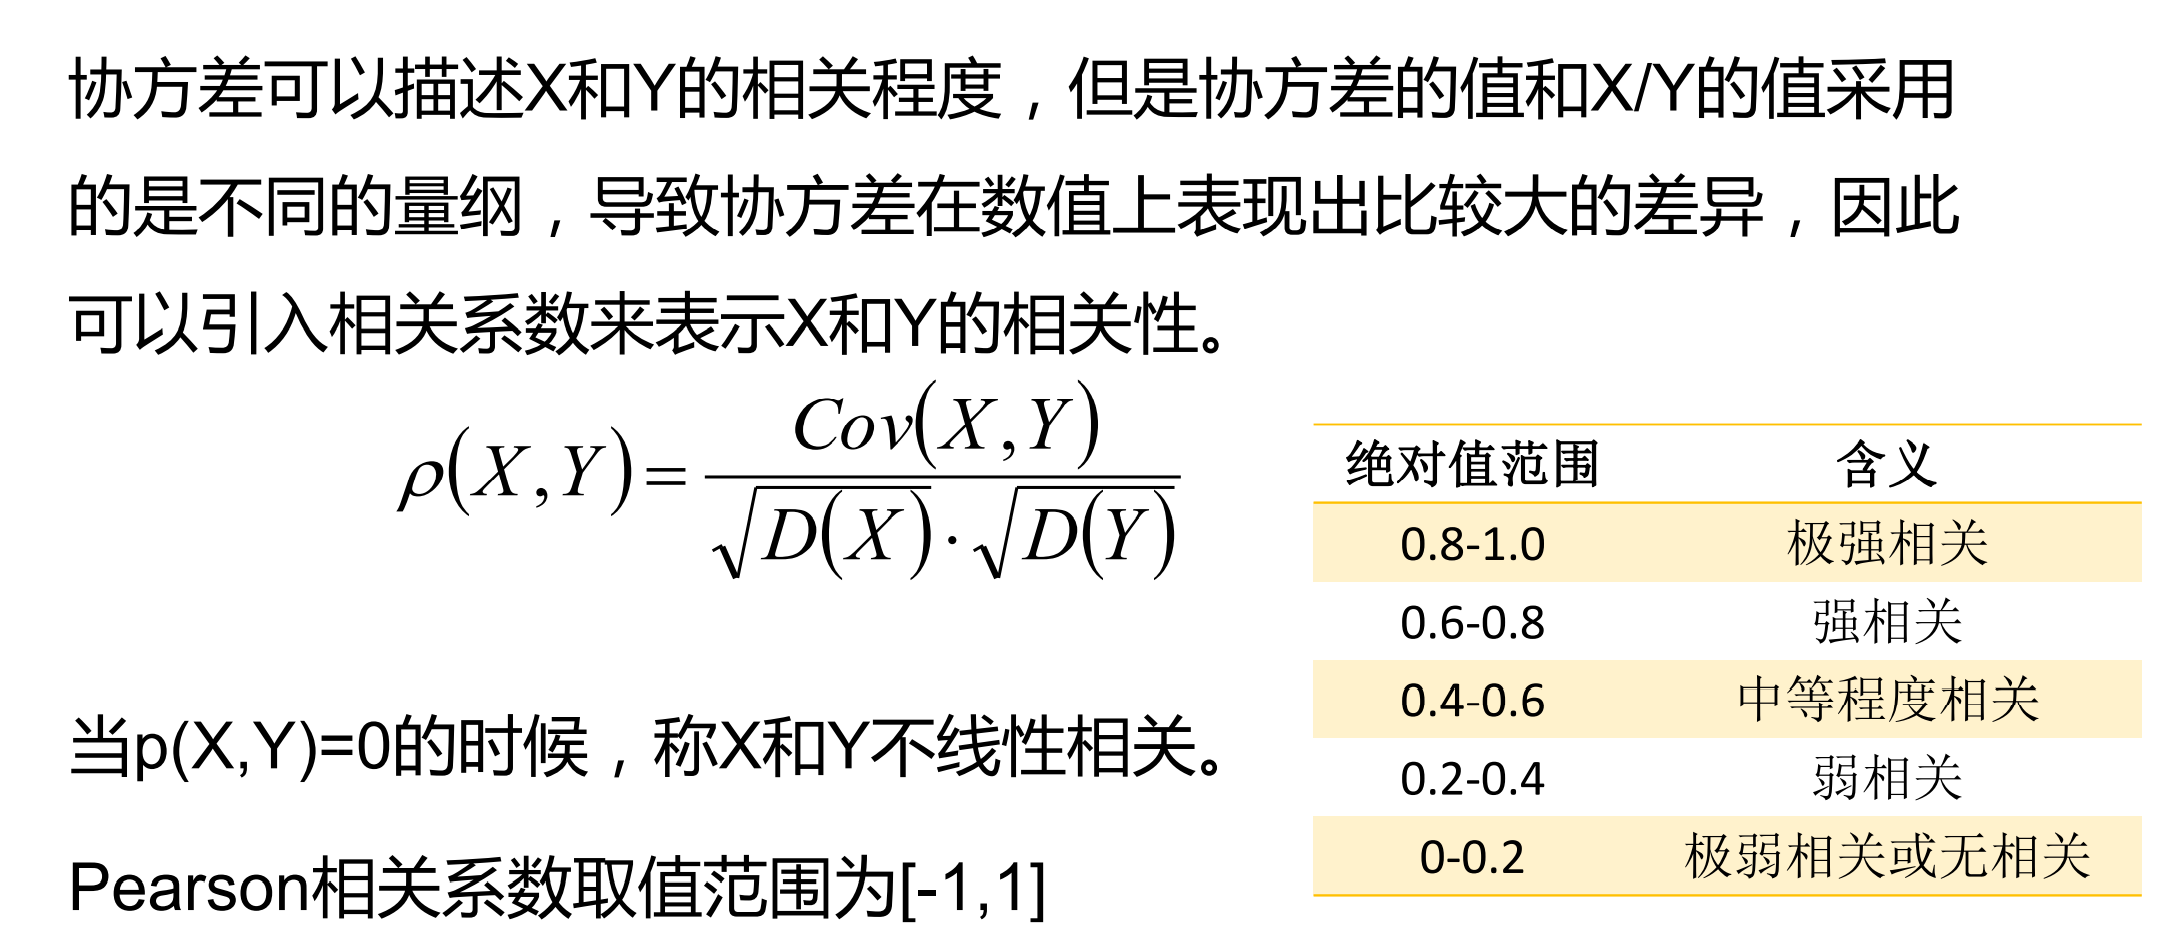 协方差可以描述X和Y的相关程度，但是协方差的值和X/Y的值采用
的是不同的量纲，导致协方差在数值上表现出比较大的差异，因此
可以引入相关系数来表示X和Y的相关性。
ρ(X,Y)=Cov(X,Y)/(√D(X)·√D(Y))
绝对值范围 含义
0.8-1.0 极强相关
0.6-0.8 强相关
0.4-0.6 中等程度相关
0.2-0.4 弱相关
0-0.2 极弱相关或无相关
当p(X,Y)=0的时候，称X和Y不线性相关。
Pearson相关系数取值范围为[-1,1]